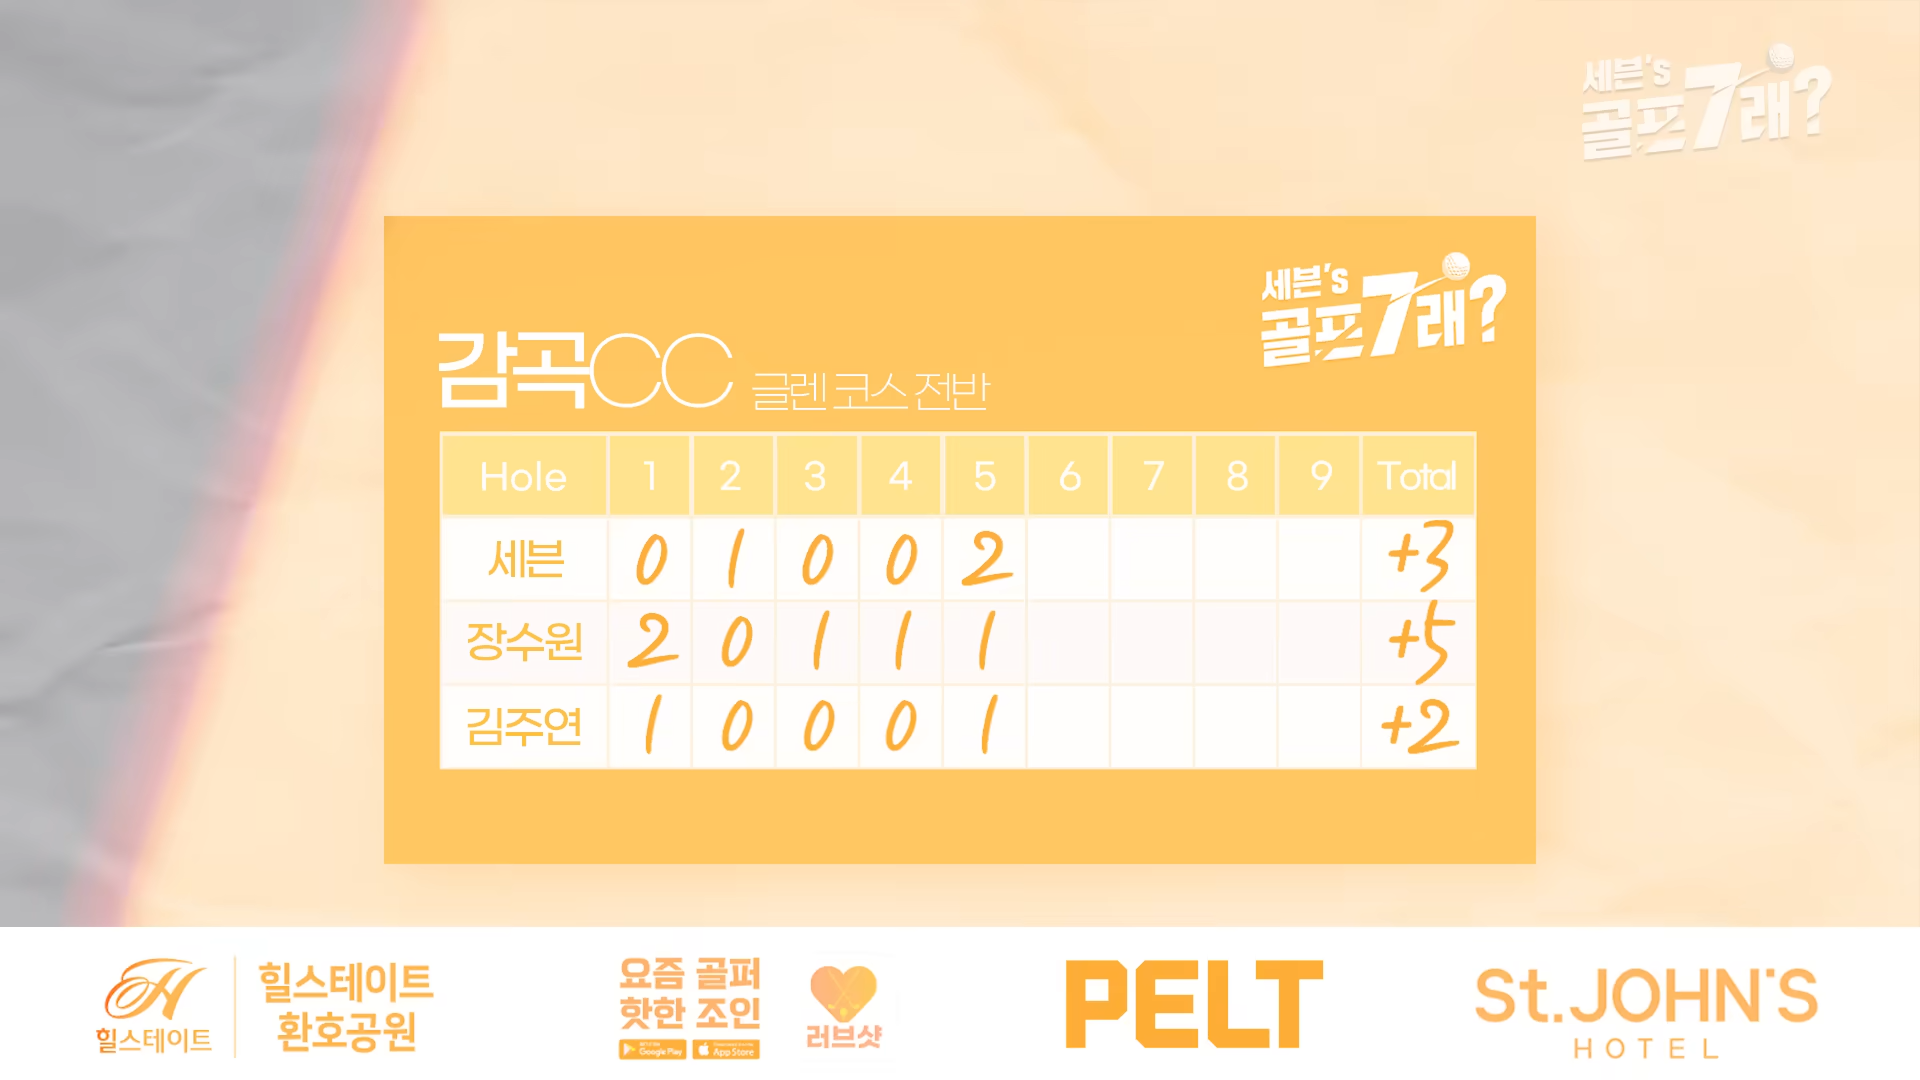 세븐's
골프7래?
세븐's
골프7래?
감곡CC 글렌 코스 전반
Hole 1 2 3 4 5 6 7 8 9 Total
세븐 0 1 0 0 2 +3
장수원 2 0 1 1 1 +5
김주연 1 0 0 0 1 +2
힐스테이트
힐스테이트
환호공원
요즘 골퍼
핫한 조인
Google Play
App Store
러브샷
PELT
St.JOHN'S
HOTEL